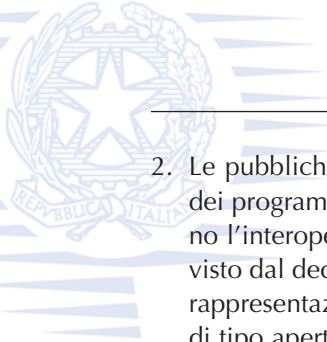 REPVBBLICA ITALIANA
2. Le pubblich
dei program
no l'interope
visto dal dec
rappresentaz
di tipo apert